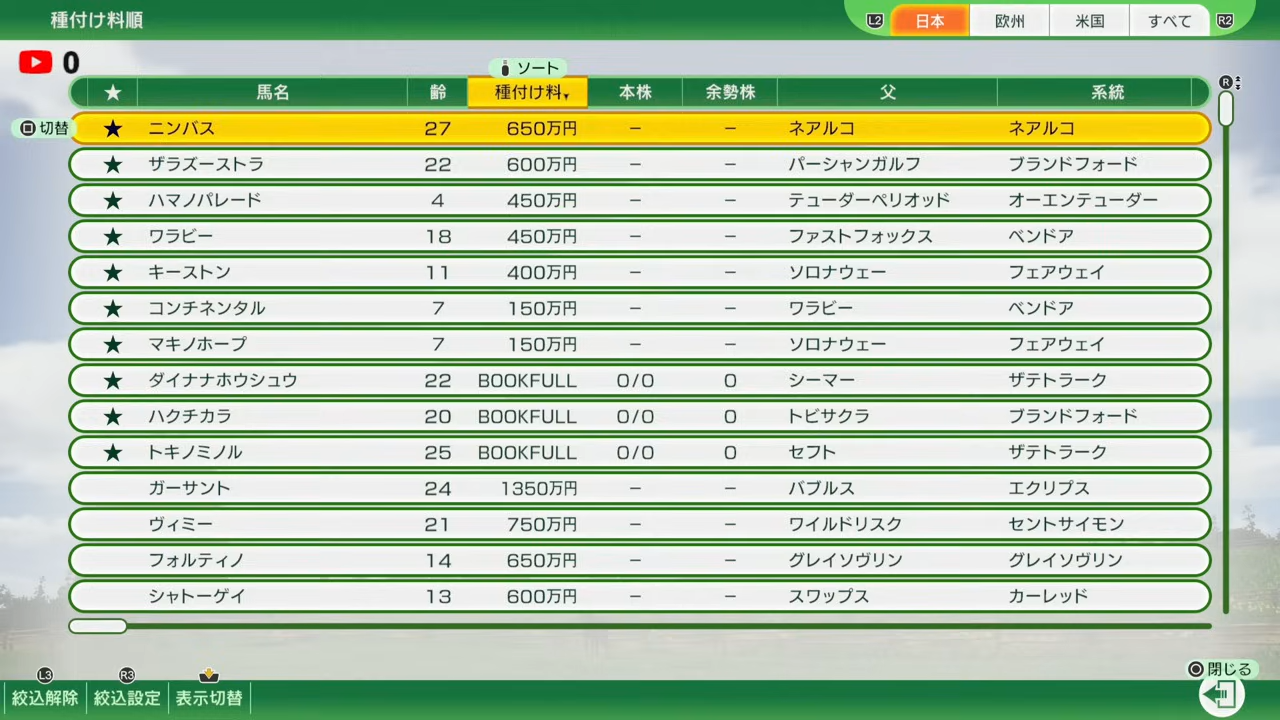 種付け料順
L2 日本 欧州 米国 すべて R2
0
ソート
★ 馬名 齢 種付け料▼ 本株 余勢株 父 系統 R
切替 ★ ニンバス 27 650万円 − − ネアルコ ネアルコ
★ ザラズーストラ 22 600万円 − − パーシャンガルフ ブランドフォード
★ ハマノパレード 4 450万円 − − テューダーペリオッド オーエンテューダー
★ ワラビー 18 450万円 − − ファストフォックス ベンドア
★ キーストン 11 400万円 − − ソロナウェー フェアウェイ
★ コンチネンタル 7 150万円 − − ワラビー ベンドア
★ マキノホープ 7 150万円 − − ソロナウェー フェアウェイ
★ ダイナナホウシュウ 22 BOOKFULL 0/0 0 シーマー ザテトラーク
★ ハクチカラ 20 BOOKFULL 0/0 0 トビサクラ ブランドフォード
★ トキノミノル 25 BOOKFULL 0/0 0 セフト ザテトラーク
ガーサント 24 1350万円 − − バブルス エクリプス
ヴィミー 21 750万円 − − ワイルドリスク セントサイモン
フォルティノ 14 650万円 − − グレイソヴリン グレイソヴリン
シャトーゲイ 13 600万円 − − スワップス カーレッド
L3 R3 閉じる
絞込解除 絞込設定 表示切替